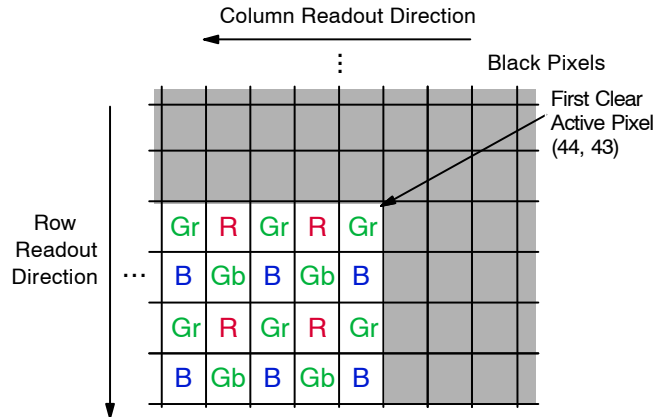 Column Readout Direction
⋮
Black Pixels
First Clear
Active Pixel
(44, 43)
Row
Readout
Direction
...
Gr R Gr R Gr
B Gb B Gb B
Gr R Gr R Gr
B Gb B Gb B